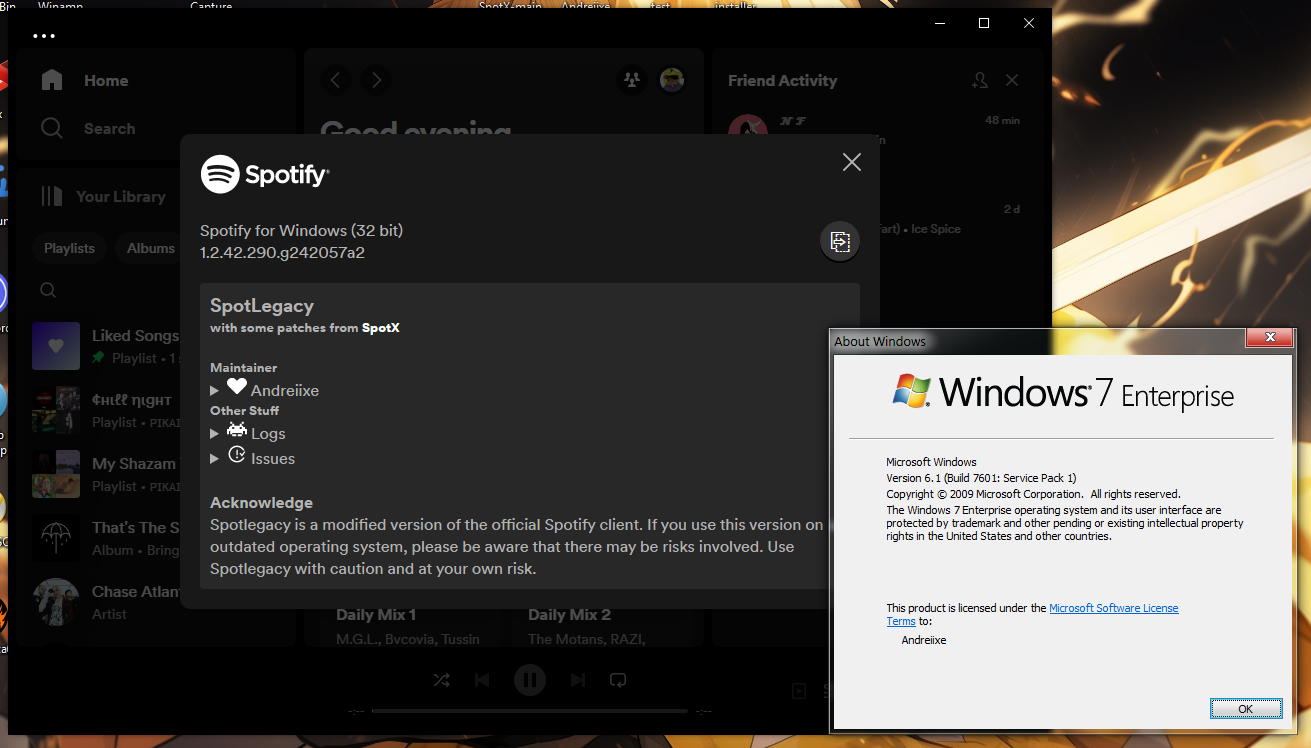 Bin Winamp Capture SpotX-main Andreiixe test installer
Home
Search
Your Library
Playlists Albums
Liked Songs
Playlist • 1 s
¢нιℓℓ ηιgнт
Playlist • PIKAI
My Shazam
Playlist • PIKAI
That's The S
Album • Bring
Chase Atlan
Artist
Good evening
Friend Activity
𝙉 𝙁
48 min
n
2 d
art) • Ice Spice
Spotify®
Spotify for Windows (32 bit)
1.2.42.290.g242057a2
SpotLegacy
with some patches from SpotX
Maintainer
Andreiixe
Other Stuff
Logs
Issues
Acknowledge
Spotlegacy is a modified version of the official Spotify client. If you use this version on
outdated operating system, please be aware that there may be risks involved. Use
Spotlegacy with caution and at your own risk.
Daily Mix 1
M.G.L., Bvcovia, Tussin
Daily Mix 2
The Motans, RAZI,
-:-- -:--
About Windows
Windows® 7 Enterprise
Microsoft Windows
Version 6.1 (Build 7601: Service Pack 1)
Copyright © 2009 Microsoft Corporation. All rights reserved.
The Windows 7 Enterprise operating system and its user interface are
protected by trademark and other pending or existing intellectual property
rights in the United States and other countries.
This product is licensed under the Microsoft Software License
Terms to:
Andreiixe
OK